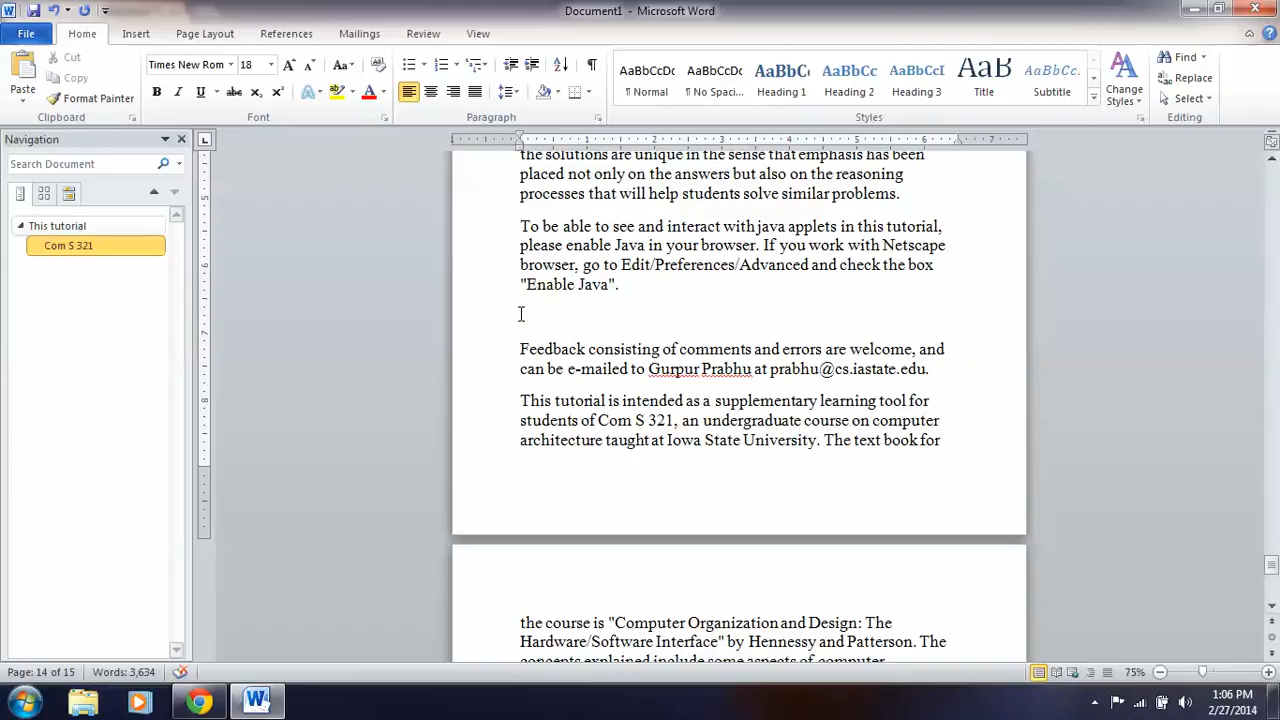 Document1 - Microsoft Word
File Home Insert Page Layout References Mailings Review View
Paste
Cut
Copy
Format Painter
Clipboard
Times New Rom 18
Font
Paragraph
AaBbCcDc AaBbCcDc AaBbC( AaBbCc AaBbCcI AaB AaBbCc.
¶ Normal ¶ No Spaci... Heading 1 Heading 2 Heading 3 Title Subtitle
Change Styles
Styles
Find
Replace
Select
Editing
Navigation
Search Document
This tutorial
Com S 321
the solutions are unique in the sense that emphasis has been
placed not only on the answers but also on the reasoning
processes that will help students solve similar problems.
To be able to see and interact with java applets in this tutorial,
please enable Java in your browser. If you work with Netscape
browser, go to Edit/Preferences/Advanced and check the box
"Enable Java".
Feedback consisting of comments and errors are welcome, and
can be e-mailed to Gurpur Prabhu at prabhu@cs.iastate.edu.
This tutorial is intended as a supplementary learning tool for
students of Com S 321, an undergraduate course on computer
architecture taught at Iowa State University. The text book for
the course is "Computer Organization and Design: The
Hardware/Software Interface" by Hennessy and Patterson. The
concepts explained include some aspects of computer
Page: 14 of 15 Words: 3,634 75%
1:06 PM
2/27/2014